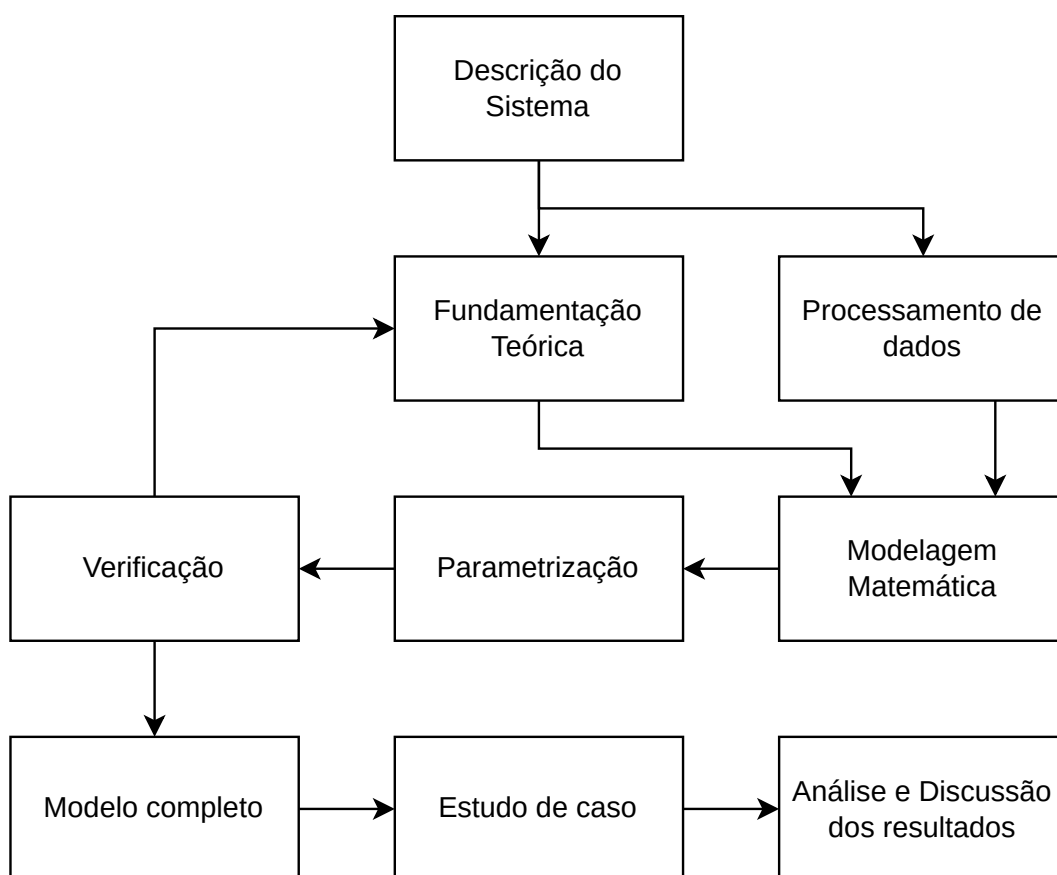 Descrição do
Sistema
Fundamentação
Teórica
Processamento de
dados
Verificação
Parametrização
Modelagem
Matemática
Modelo completo
Estudo de caso
Análise e Discussão
dos resultados